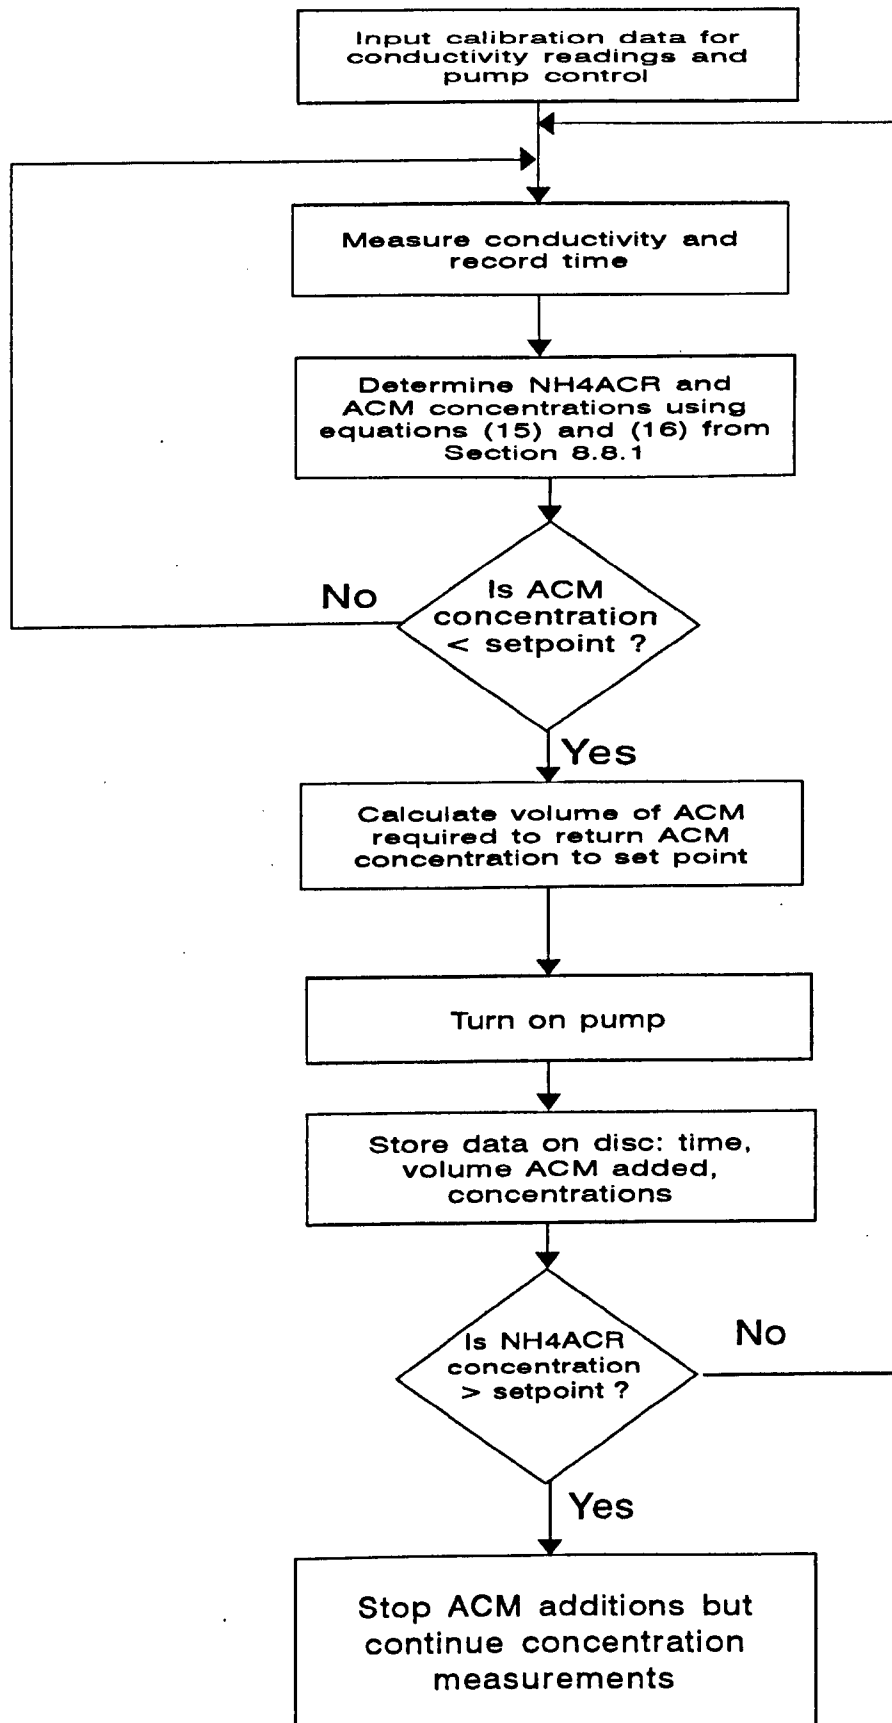 Input calibration data for
conductivity readings and
pump control
Measure conductivity and
record time
Determine NH4ACR and
ACM concentrations using
equations (15) and (16) from
Section 8.8.1
No
Is ACM
concentration
< setpoint ?
Yes
Calculate volume of ACM
required to return ACM
concentration to set point
Turn on pump
Store data on disc: time,
volume ACM added,
concentrations
Is NH4ACR
concentration
> setpoint ?
No
Yes
Stop ACM additions but
continue concentration
measurements